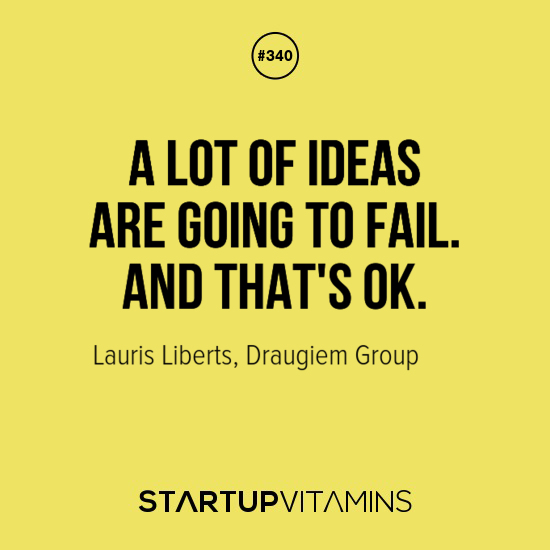 #340
A LOT OF IDEAS
ARE GOING TO FAIL.
AND THAT'S OK.
Lauris Liberts, Draugiem Group
STARTUPVITAMINS